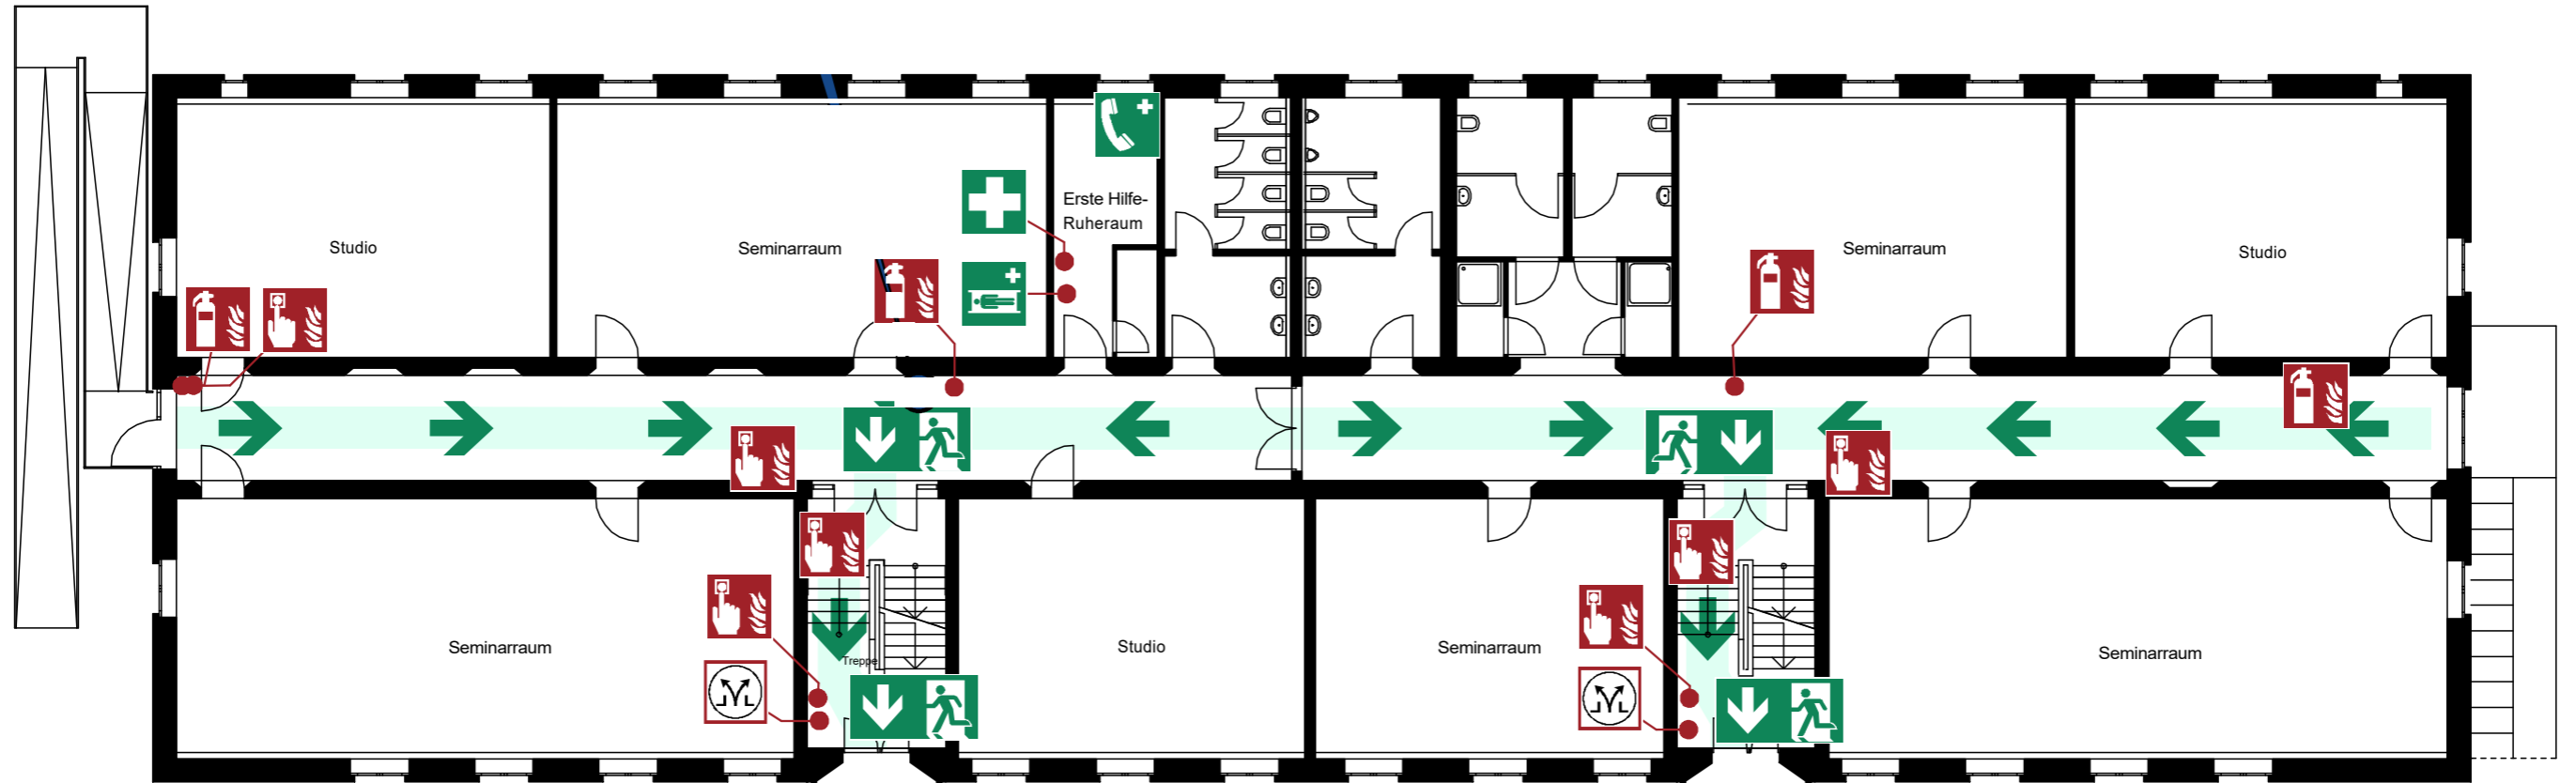 Erste Hilfe-
Ruheraum
Studio
Seminarraum
Seminarraum
Studio
Seminarraum
Treppe
Studio
Seminarraum
Seminarraum